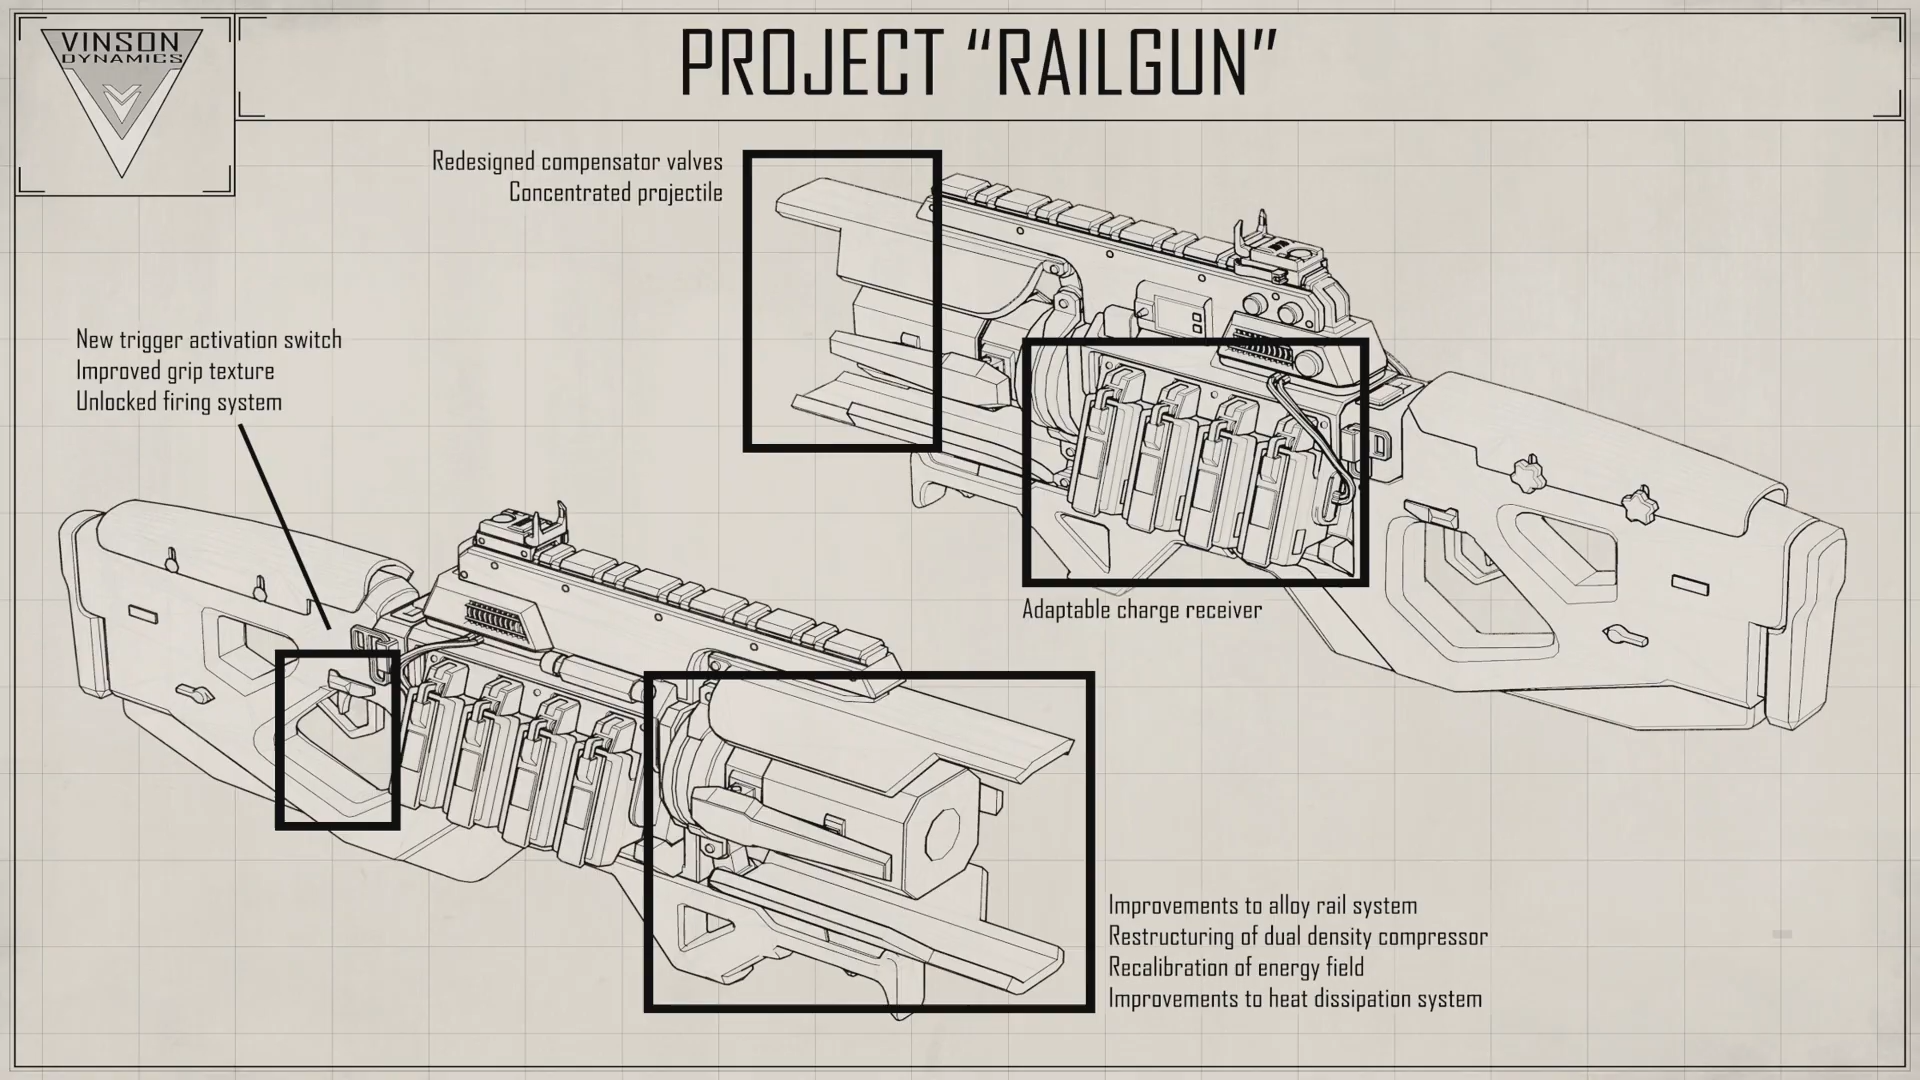 VINSON
DYNAMICS
PROJECT “RAILGUN”
Redesigned compensator valves
Concentrated projectile
New trigger activation switch
Improved grip texture
Unlocked firing system
Adaptable charge receiver
Improvements to alloy rail system
Restructuring of dual density compressor
Recalibration of energy field
Improvements to heat dissipation system